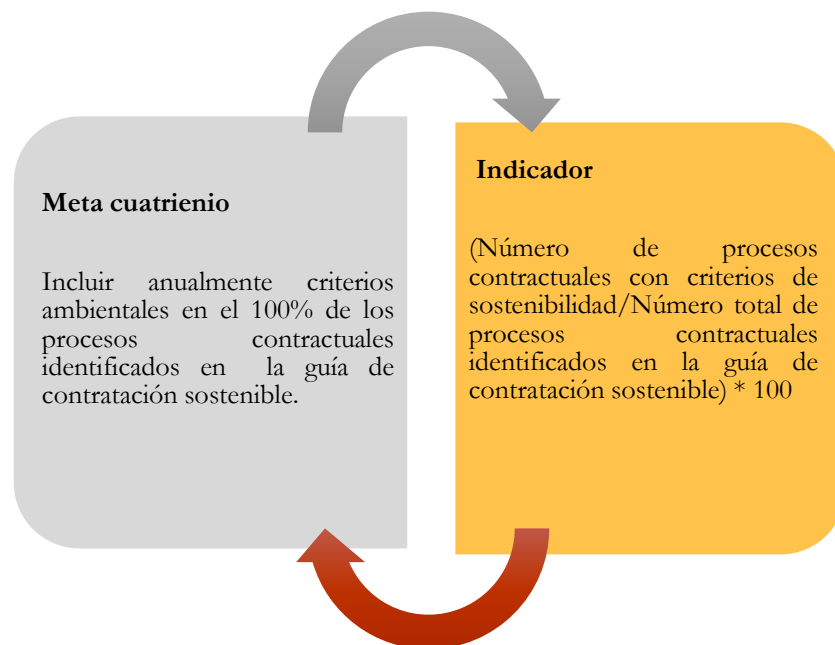 Meta cuatrienio
Incluir anualmente criterios
ambientales en el 100% de los
procesos contractuales
identificados en la guía de
contratación sostenible.
Indicador
(Número de procesos
contractuales con criterios de
sostenibilidad/Número total de
procesos contractuales
identificados en la guía de
contratación sostenible) * 100